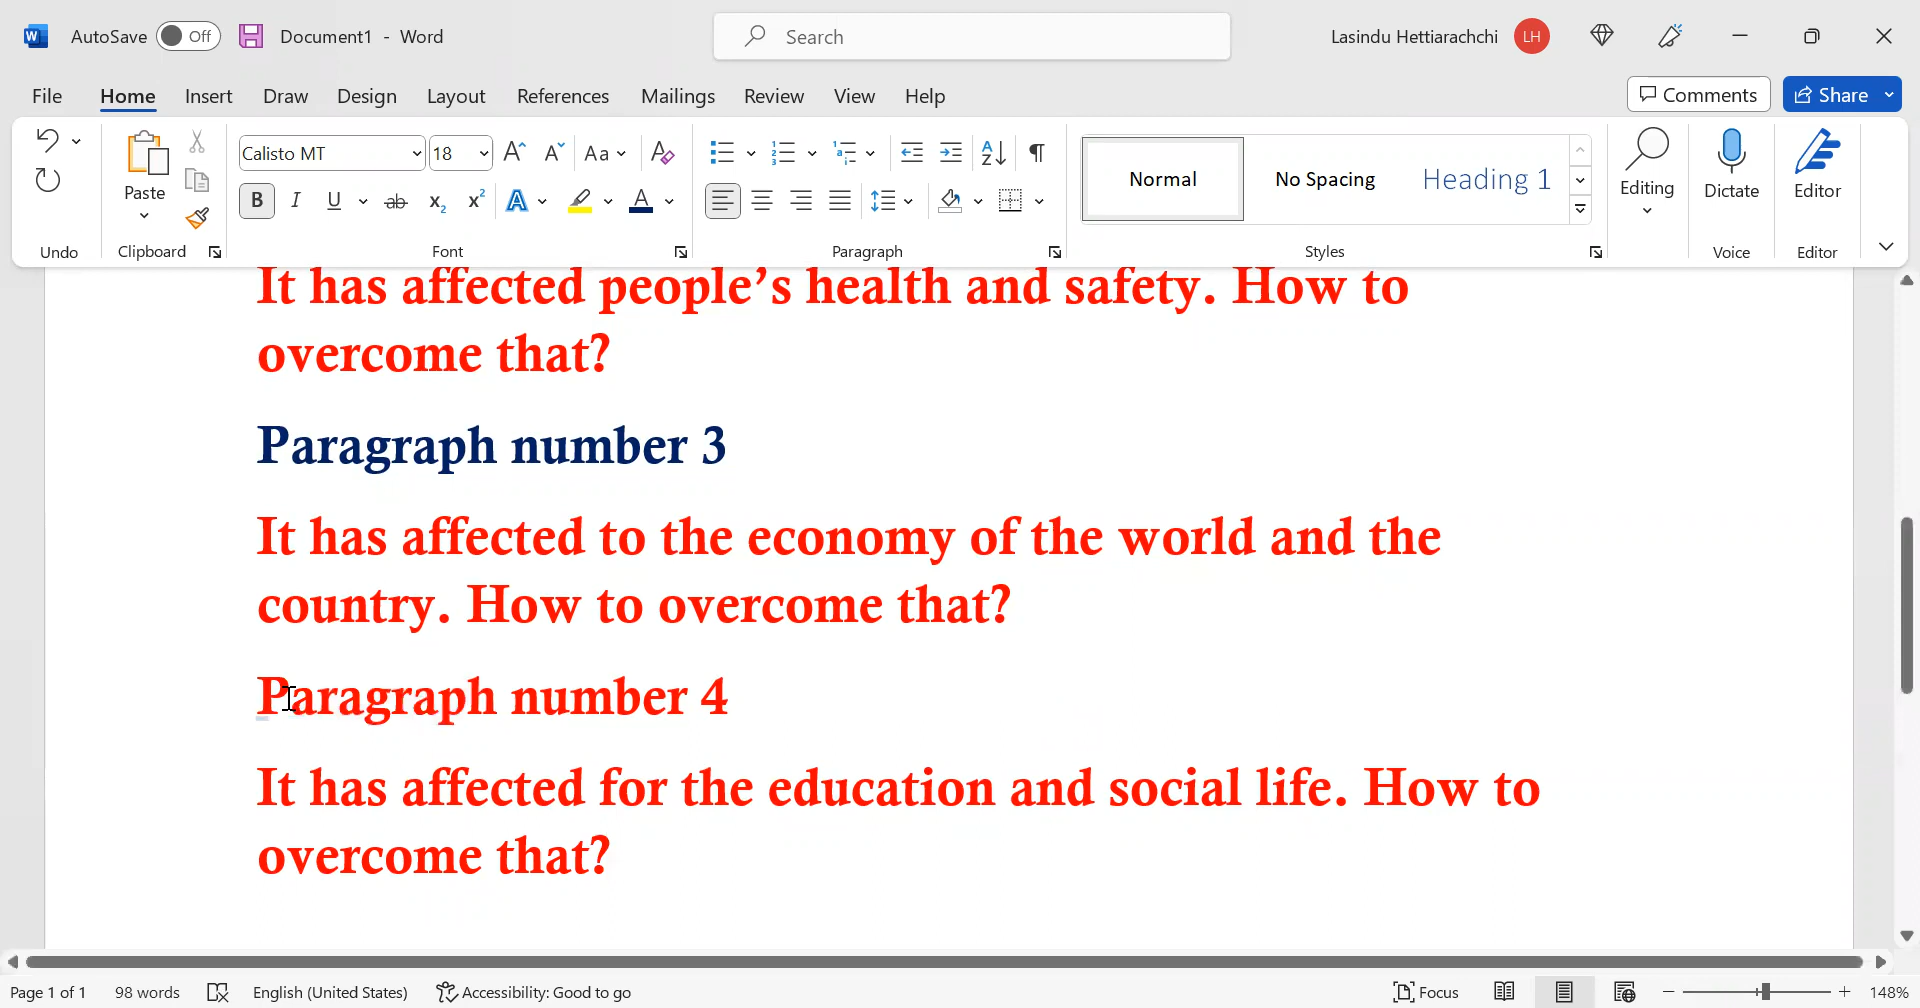 AutoSave Off Document1 - Word Search Lasindu Hettiarachchi LH
File Home Insert Draw Design Layout References Mailings Review View Help Comments Share
Calisto MT 18 Aa Normal No Spacing Heading 1
Paste Editing Dictate Editor
Undo Clipboard Font Paragraph Styles Voice Editor
It has affected people’s health and safety. How to
overcome that?
Paragraph number 3
It has affected to the economy of the world and the
country. How to overcome that?
Paragraph number 4
It has affected for the education and social life. How to
overcome that?
Page 1 of 1 98 words English (United States) Accessibility: Good to go Focus 148%